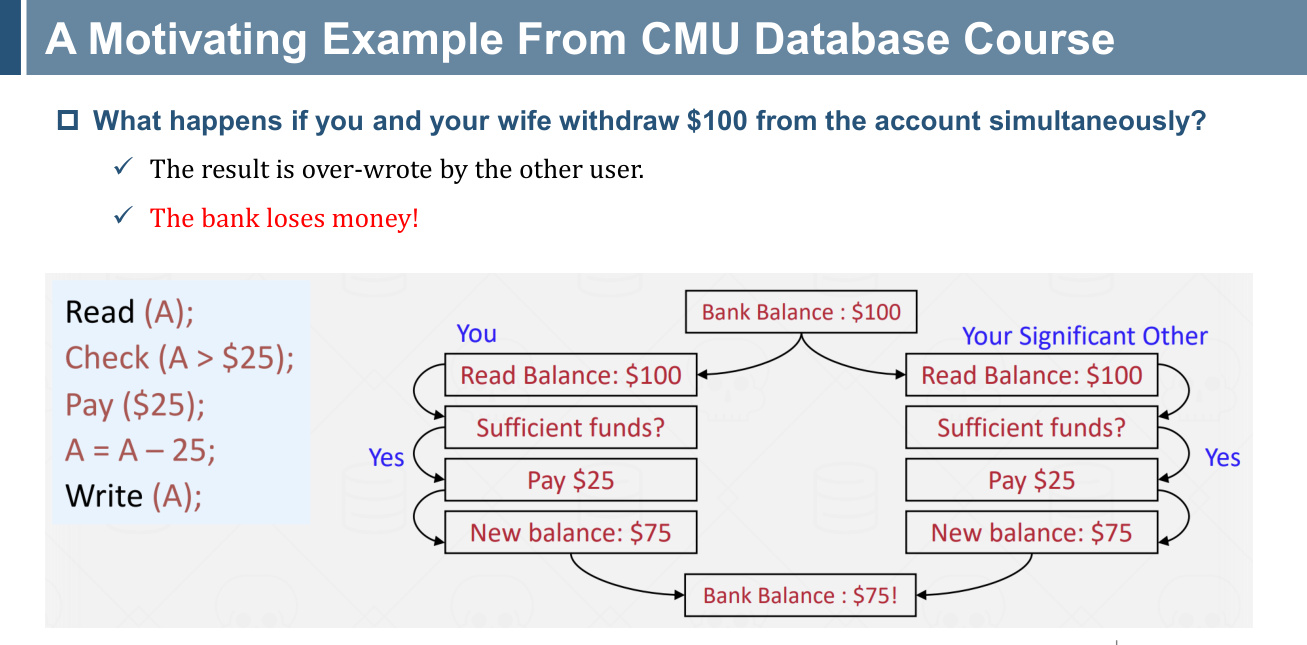 A Motivating Example From CMU Database Course
What happens if you and your wife withdraw $100 from the account simultaneously?
The result is over-wrote by the other user.
The bank loses money!
Read (A);
Check (A > $25);
Pay ($25);
A = A – 25;
Write (A);
Bank Balance : $100
You
Read Balance: $100
Sufficient funds?
Yes
Pay $25
New balance: $75
Your Significant Other
Read Balance: $100
Sufficient funds?
Yes
Pay $25
New balance: $75
Bank Balance : $75!